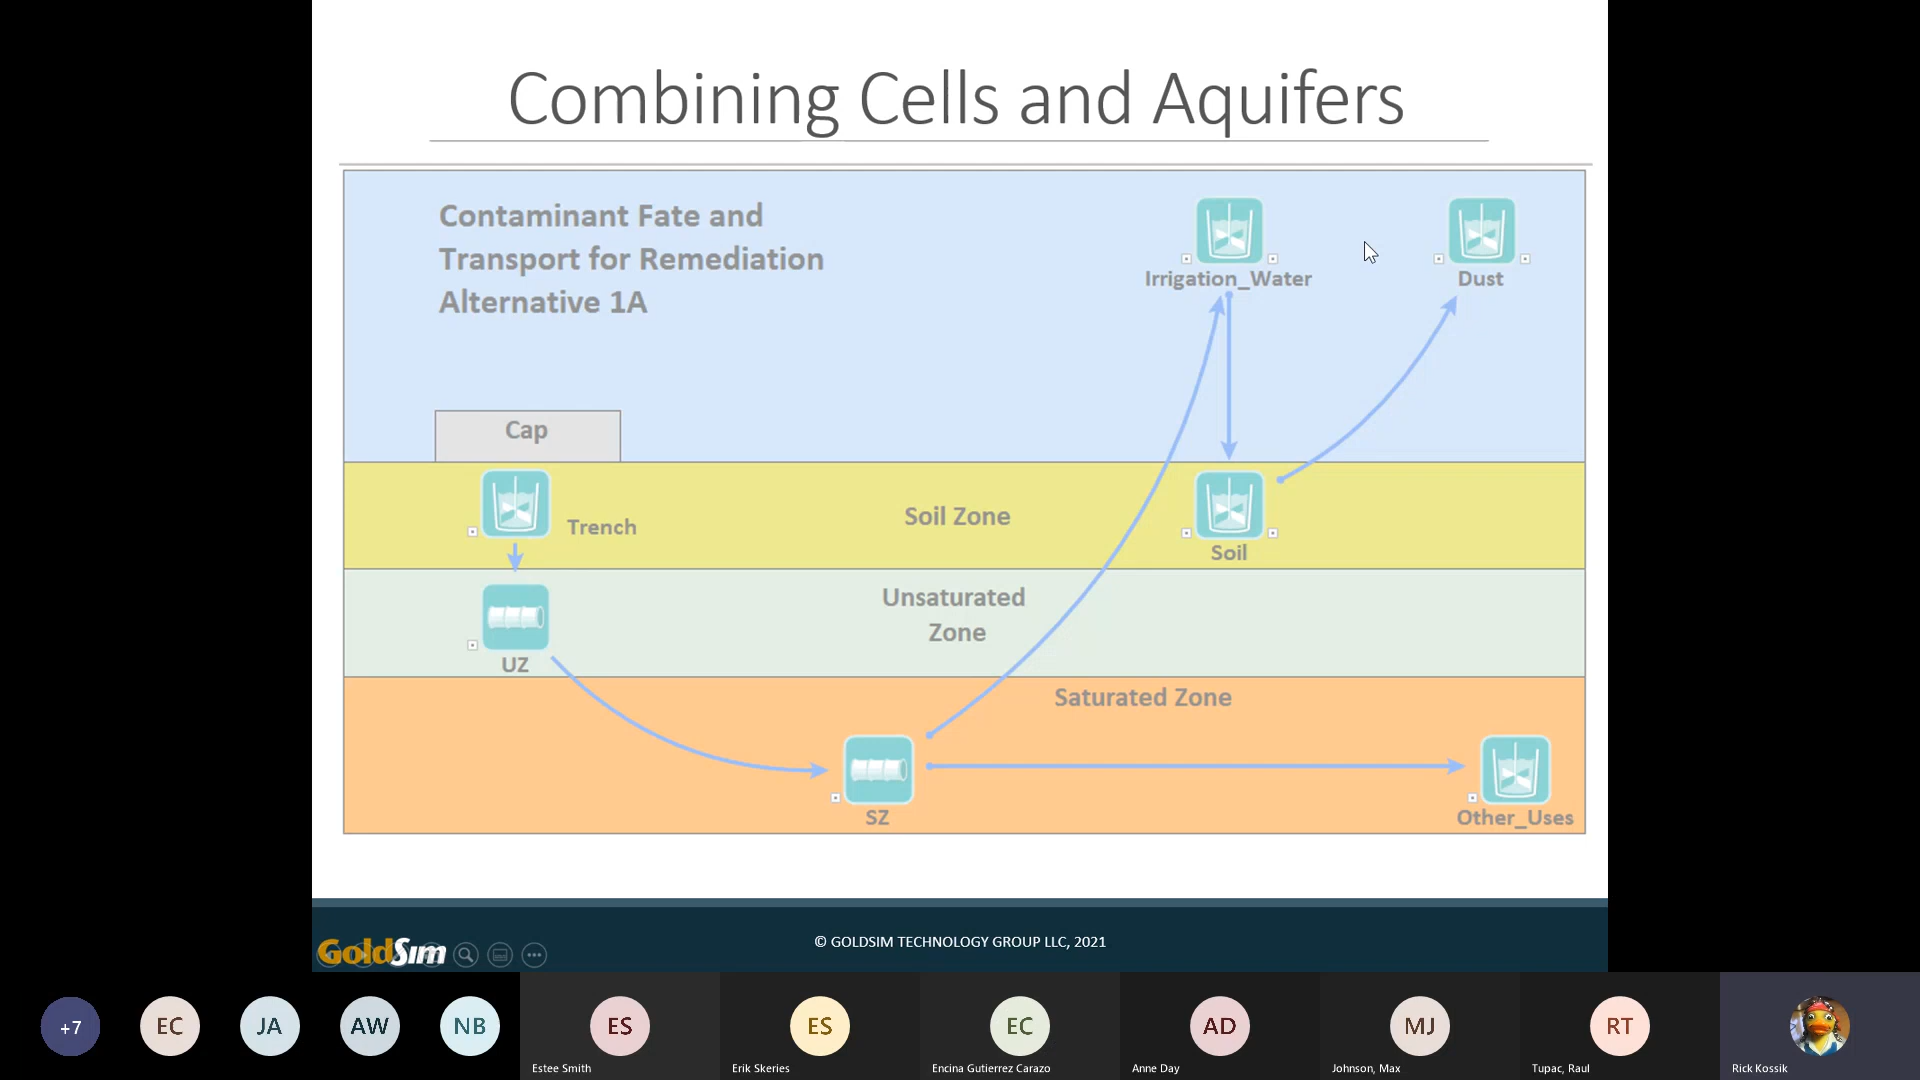 Combining Cells and Aquifers
Contaminant Fate and
Transport for Remediation
Alternative 1A
Irrigation_Water
Dust
Cap
Trench
Soil Zone
Soil
Unsaturated
Zone
UZ
Saturated Zone
SZ
Other_Uses
GoldSim
© GOLDSIM TECHNOLOGY GROUP LLC, 2021
+7
EC
JA
AW
NB
ES
Estee Smith
ES
Erik Skeries
EC
Encina Gutierrez Carazo
AD
Anne Day
MJ
Johnson, Max
RT
Tupac, Raul
Rick Kossik